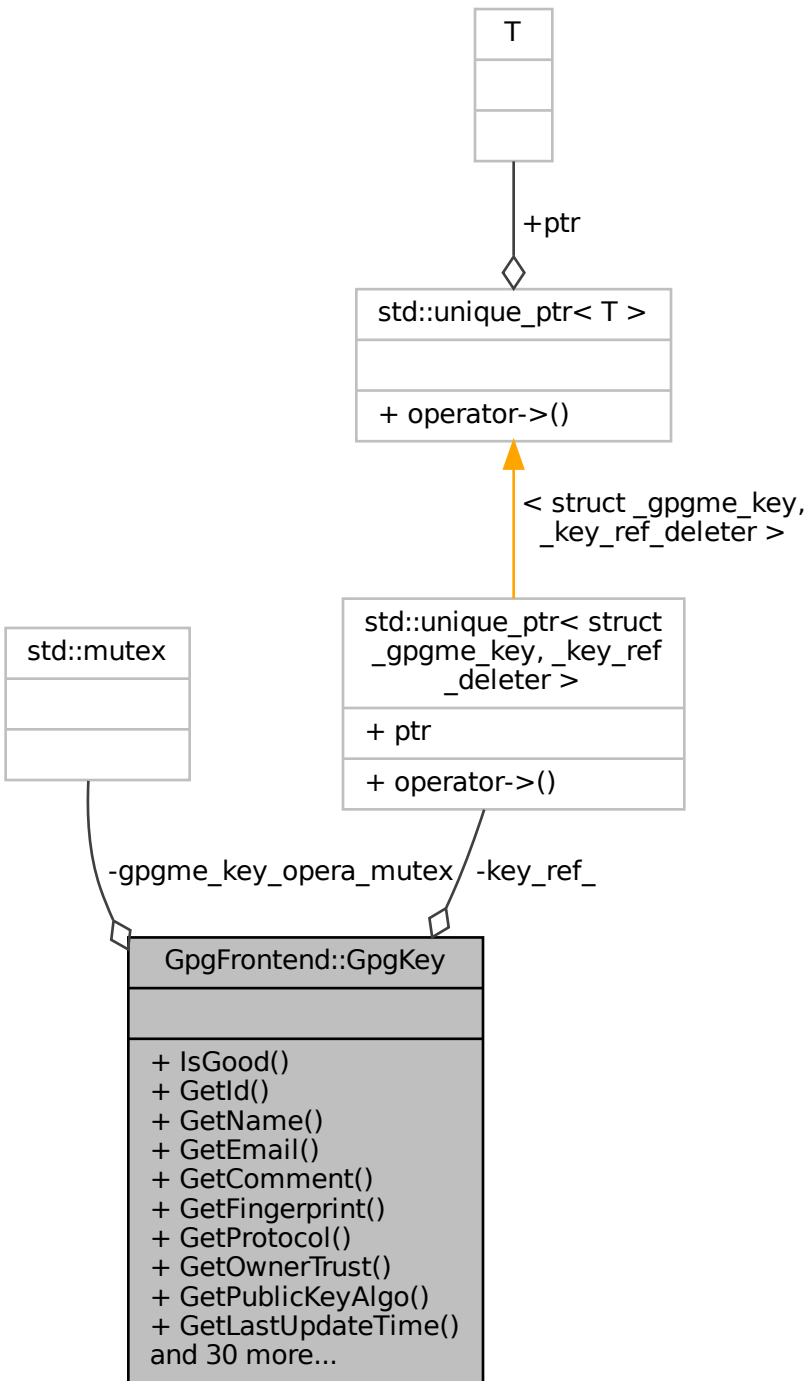 T
+ptr
std::unique_ptr< T >
+ operator->()
< struct _gpgme_key,
_key_ref_deleter >
std::unique_ptr< struct
_gpgme_key, _key_ref
_deleter >
+ ptr
+ operator->()
std::mutex
-gpgme_key_opera_mutex
-key_ref_
GpgFrontend::GpgKey
+ IsGood()
+ GetId()
+ GetName()
+ GetEmail()
+ GetComment()
+ GetFingerprint()
+ GetProtocol()
+ GetOwnerTrust()
+ GetPublicKeyAlgo()
+ GetLastUpdateTime()
and 30 more...